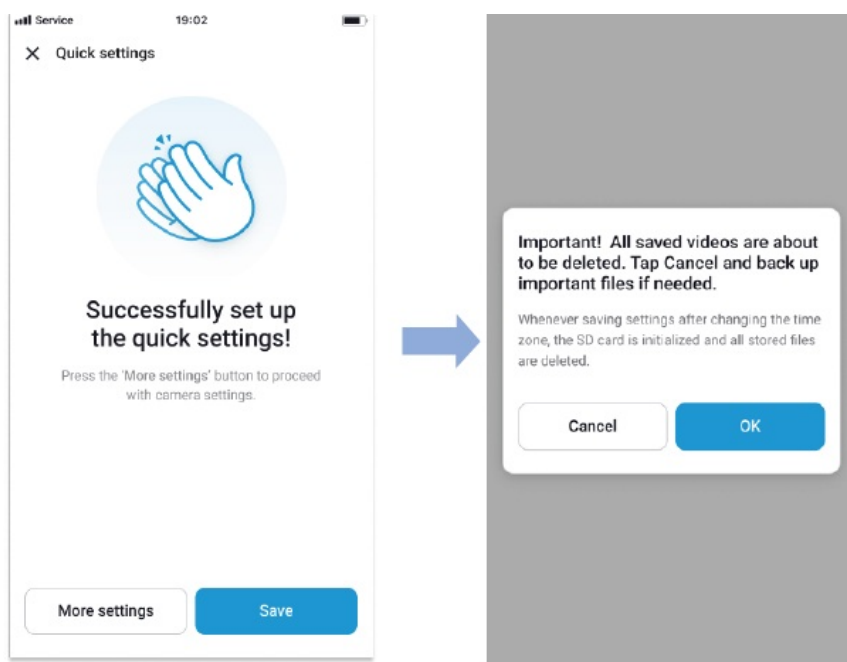 Service
19:02
Quick settings
Successfully set up
the quick settings!
Press the 'More settings' button to proceed
with camera settings.
More settings
Save
Important! All saved videos are about
to be deleted. Tap Cancel and back up
important files if needed.
Whenever saving settings after changing the time
zone, the SD card is initialized and all stored files
are deleted.
Cancel
OK